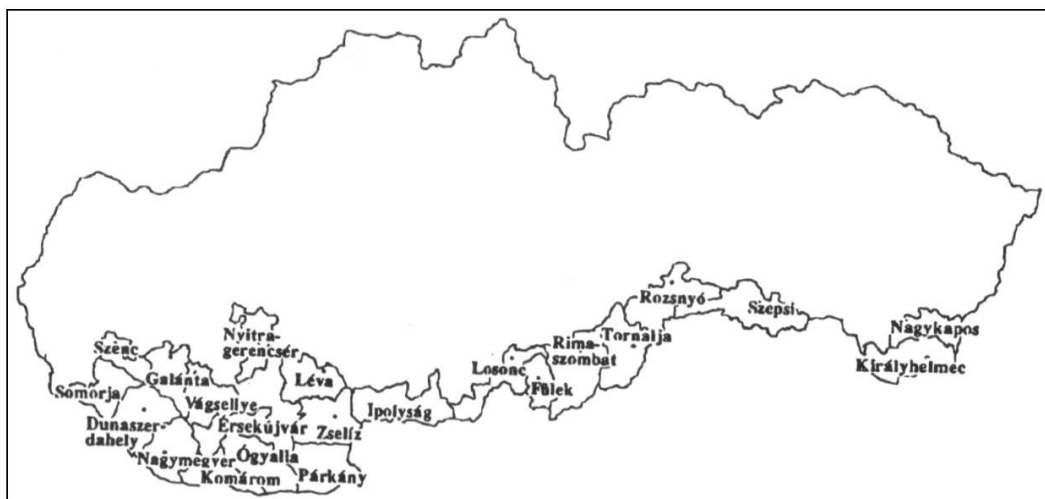 Rozsnyó
Szepsi
Nyitra-
gerencsér
Nagykapos
Szenc
Rima-
szombat
Tornalja
Losonc
Királyhelmec
Galánta
Léva
Fülek
Somorja
Vágsellye
Ipolyság
Dunaszer-
dahely
Érsekújvár
Zselíz
Nagymegyer
Ógyalla
Komárom
Párkány